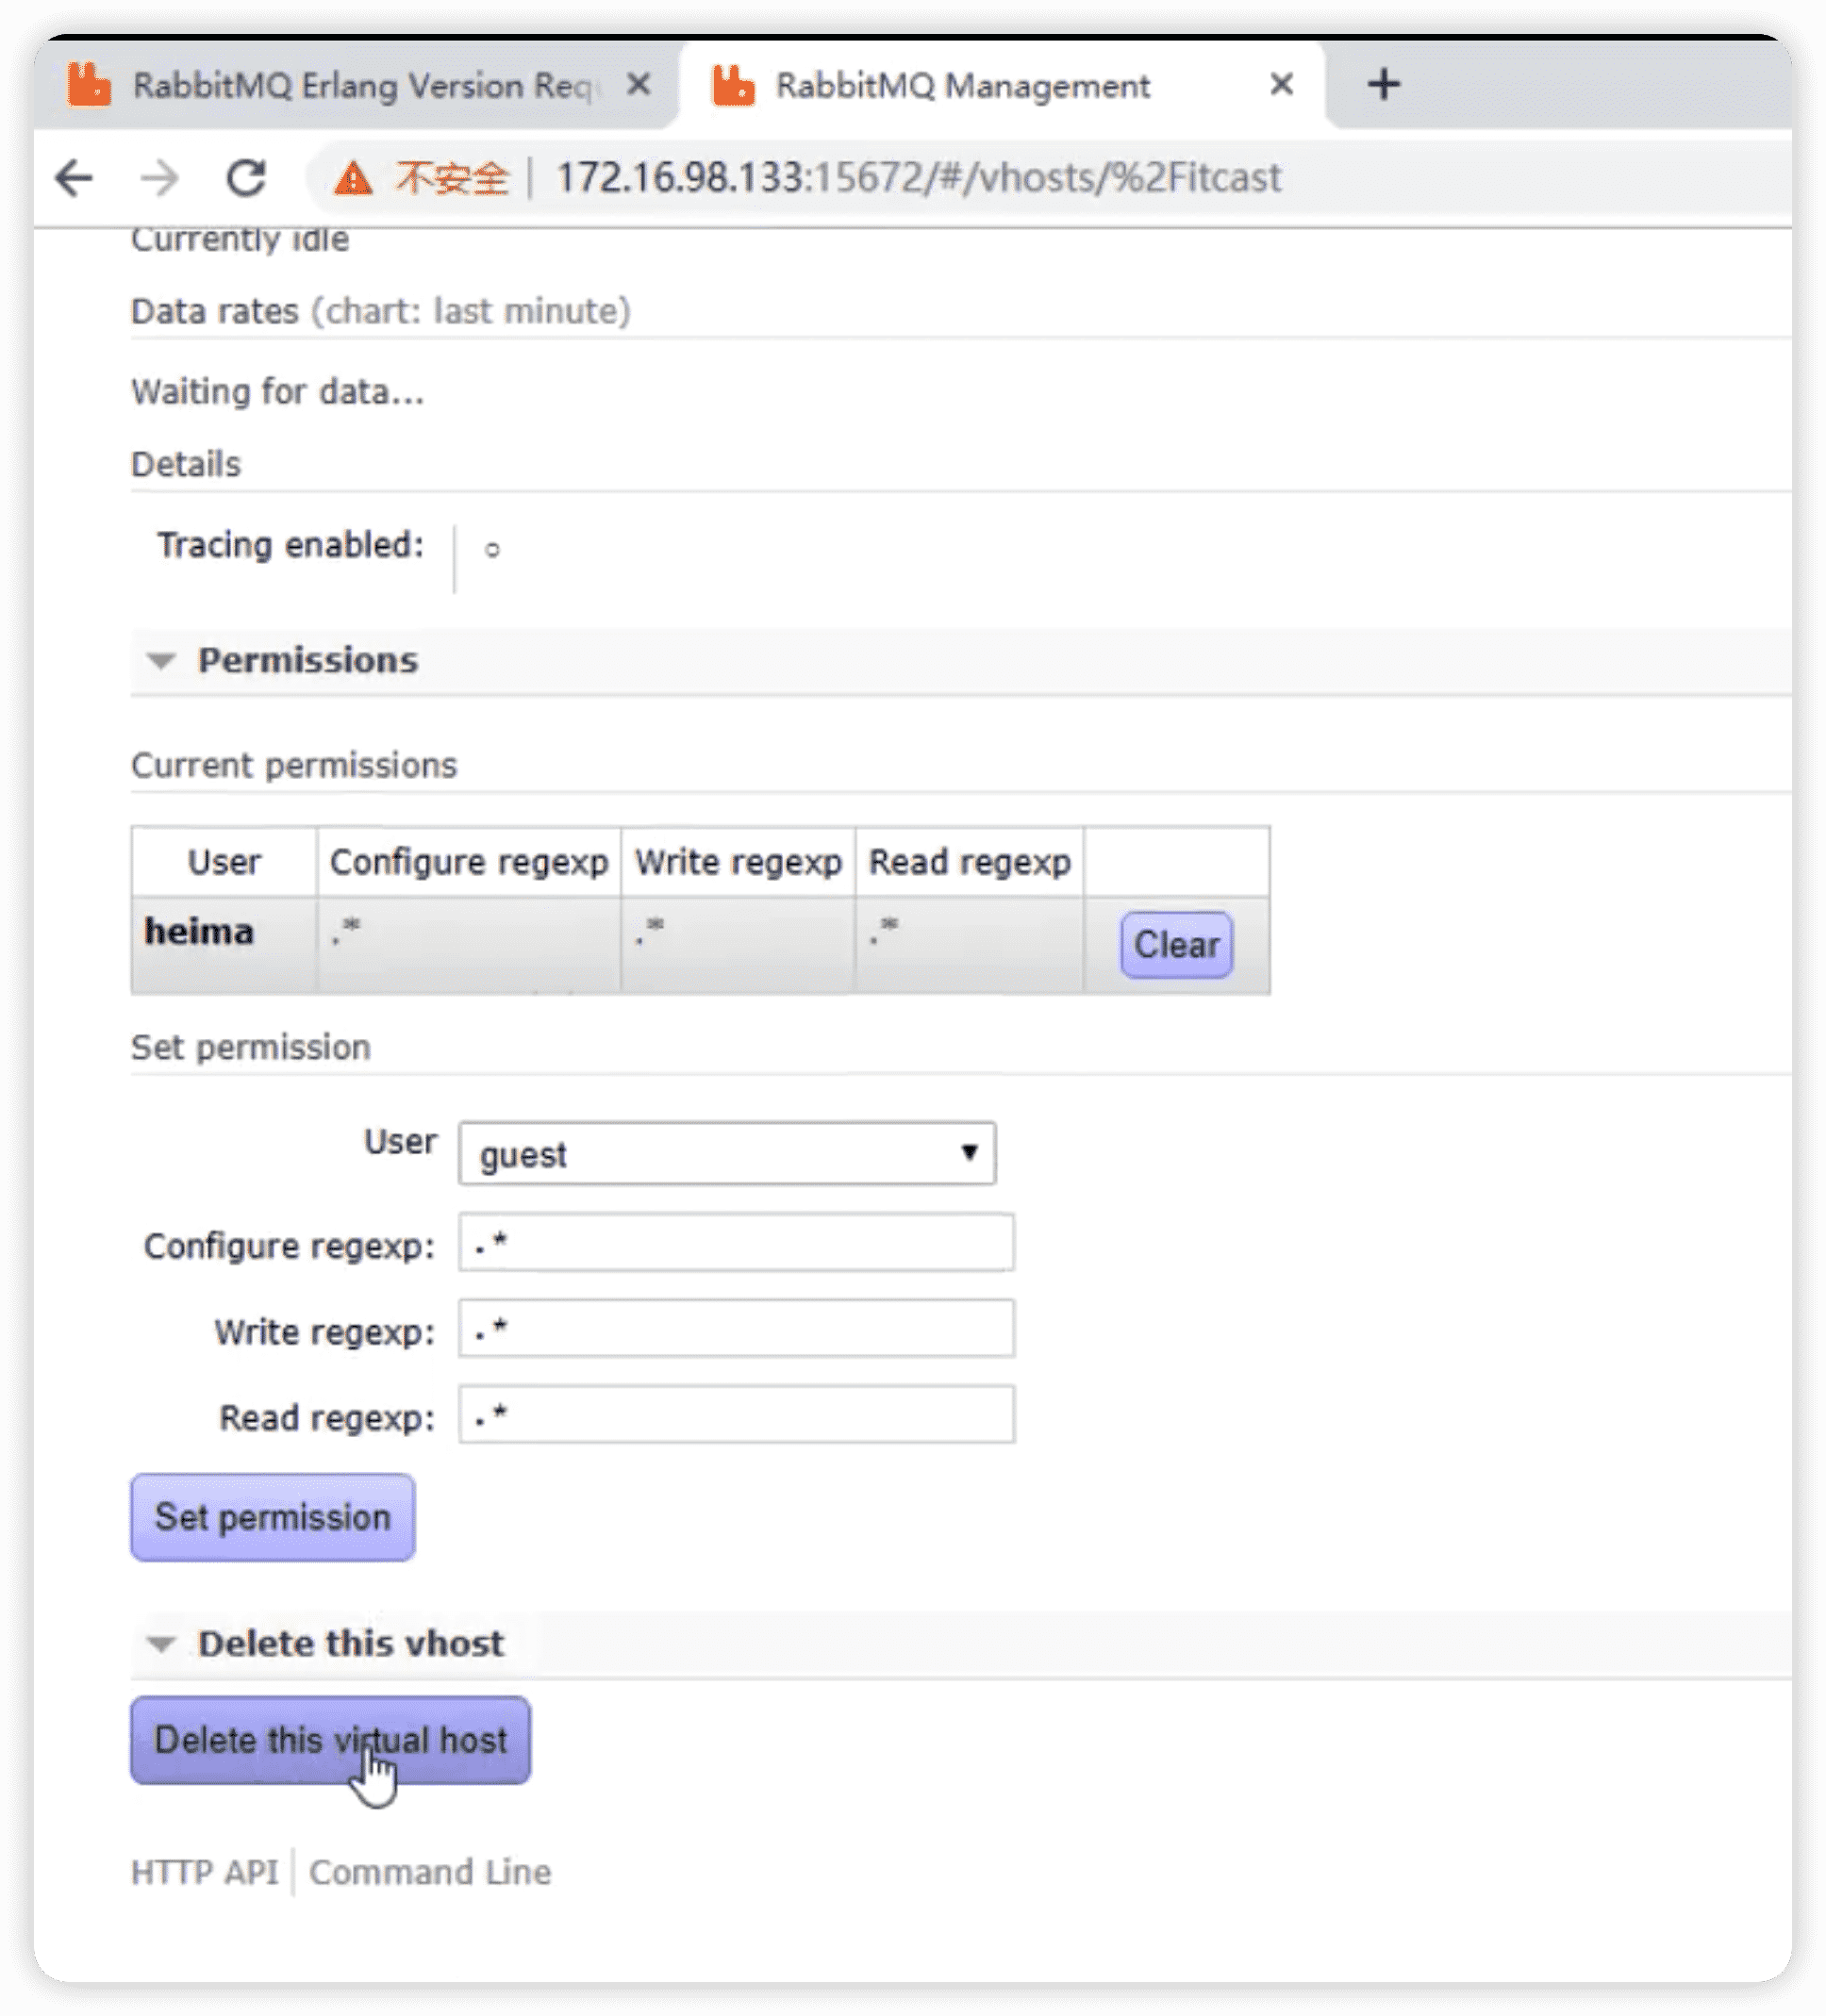 RabbitMQ Erlang Version Requ
RabbitMQ Management
不安全 | 172.16.98.133:15672/#/vhosts/%2Fitcast
Currently idle
Data rates (chart: last minute)
Waiting for data...
Details
Tracing enabled: ○
Permissions
Current permissions
User Configure regexp Write regexp Read regexp
heima .* .* .* Clear
Set permission
User guest
Configure regexp: .*
Write regexp: .*
Read regexp: .*
Set permission
Delete this vhost
Delete this virtual host
HTTP API Command Line